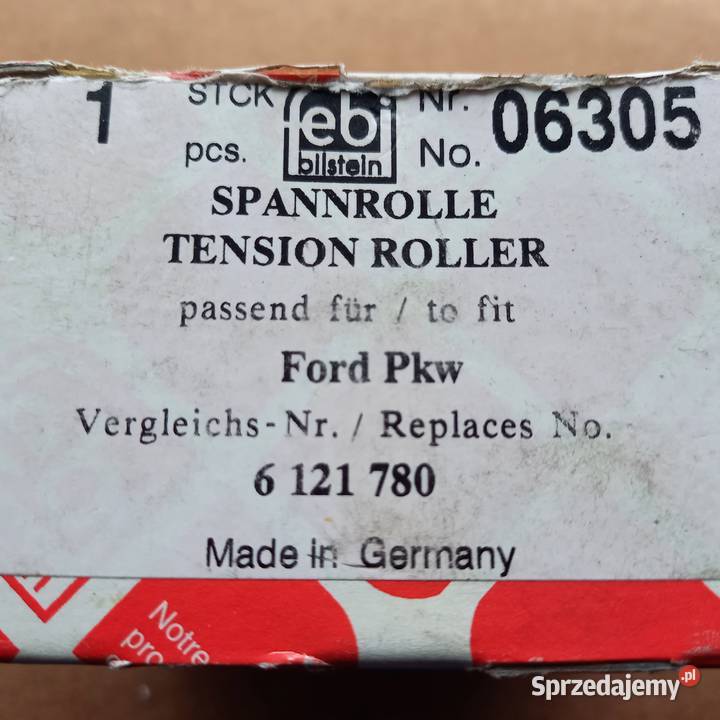 1 STCK pcs. febi bilstein Nr. No. 06305
SPANNROLLE
TENSION ROLLER
passend für / to fit
Ford Pkw
Vergleichs-Nr. / Replaces No.
6 121 780
Made in Germany
Notre
pro
Sprzedajemy.pl